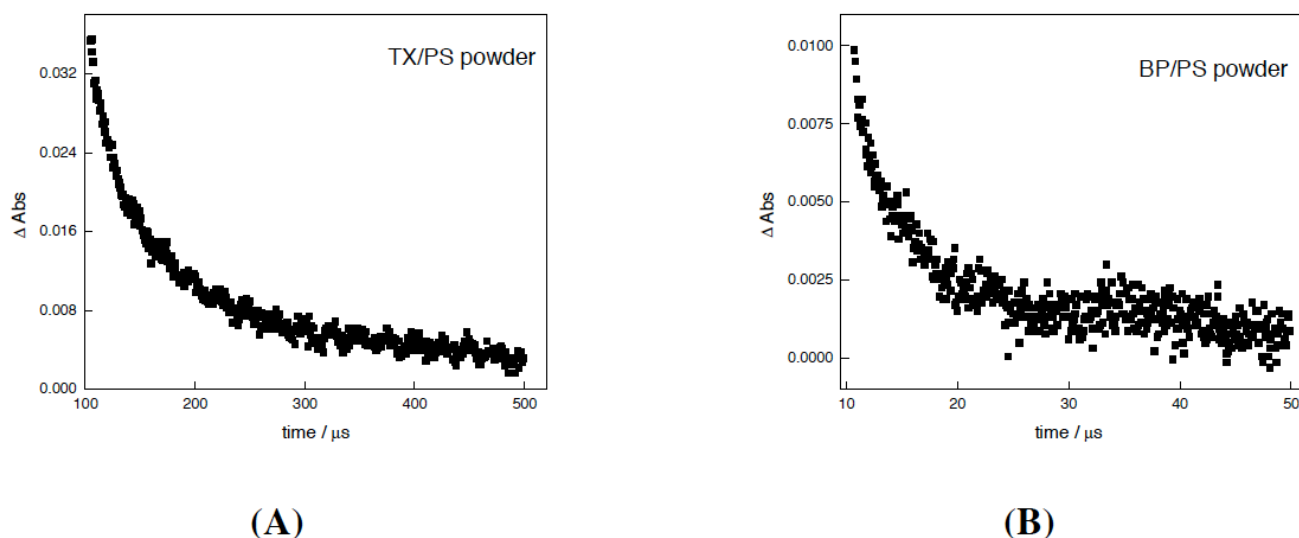 TX/PS powder
0.032
0.024
0.016
0.008
0.000
Δ Abs
100 200 300 400 500
time / μs
(A)
BP/PS powder
0.0100
0.0075
0.0050
0.0025
0.0000
Δ Abs
10 20 30 40 50
time / μs
(B)